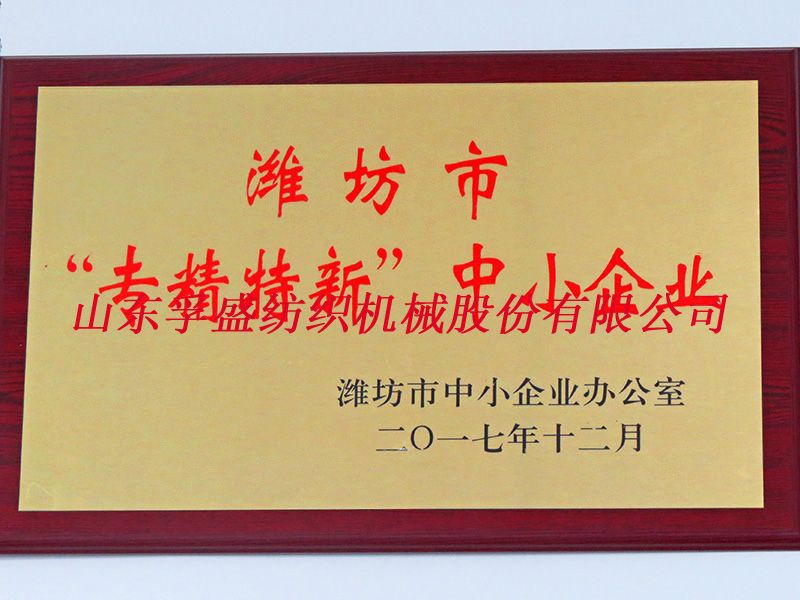 潍坊市
“专精特新”中小企业
山东孚盛纺织机械股份有限公司
潍坊市中小企业办公室
二〇一七年十二月